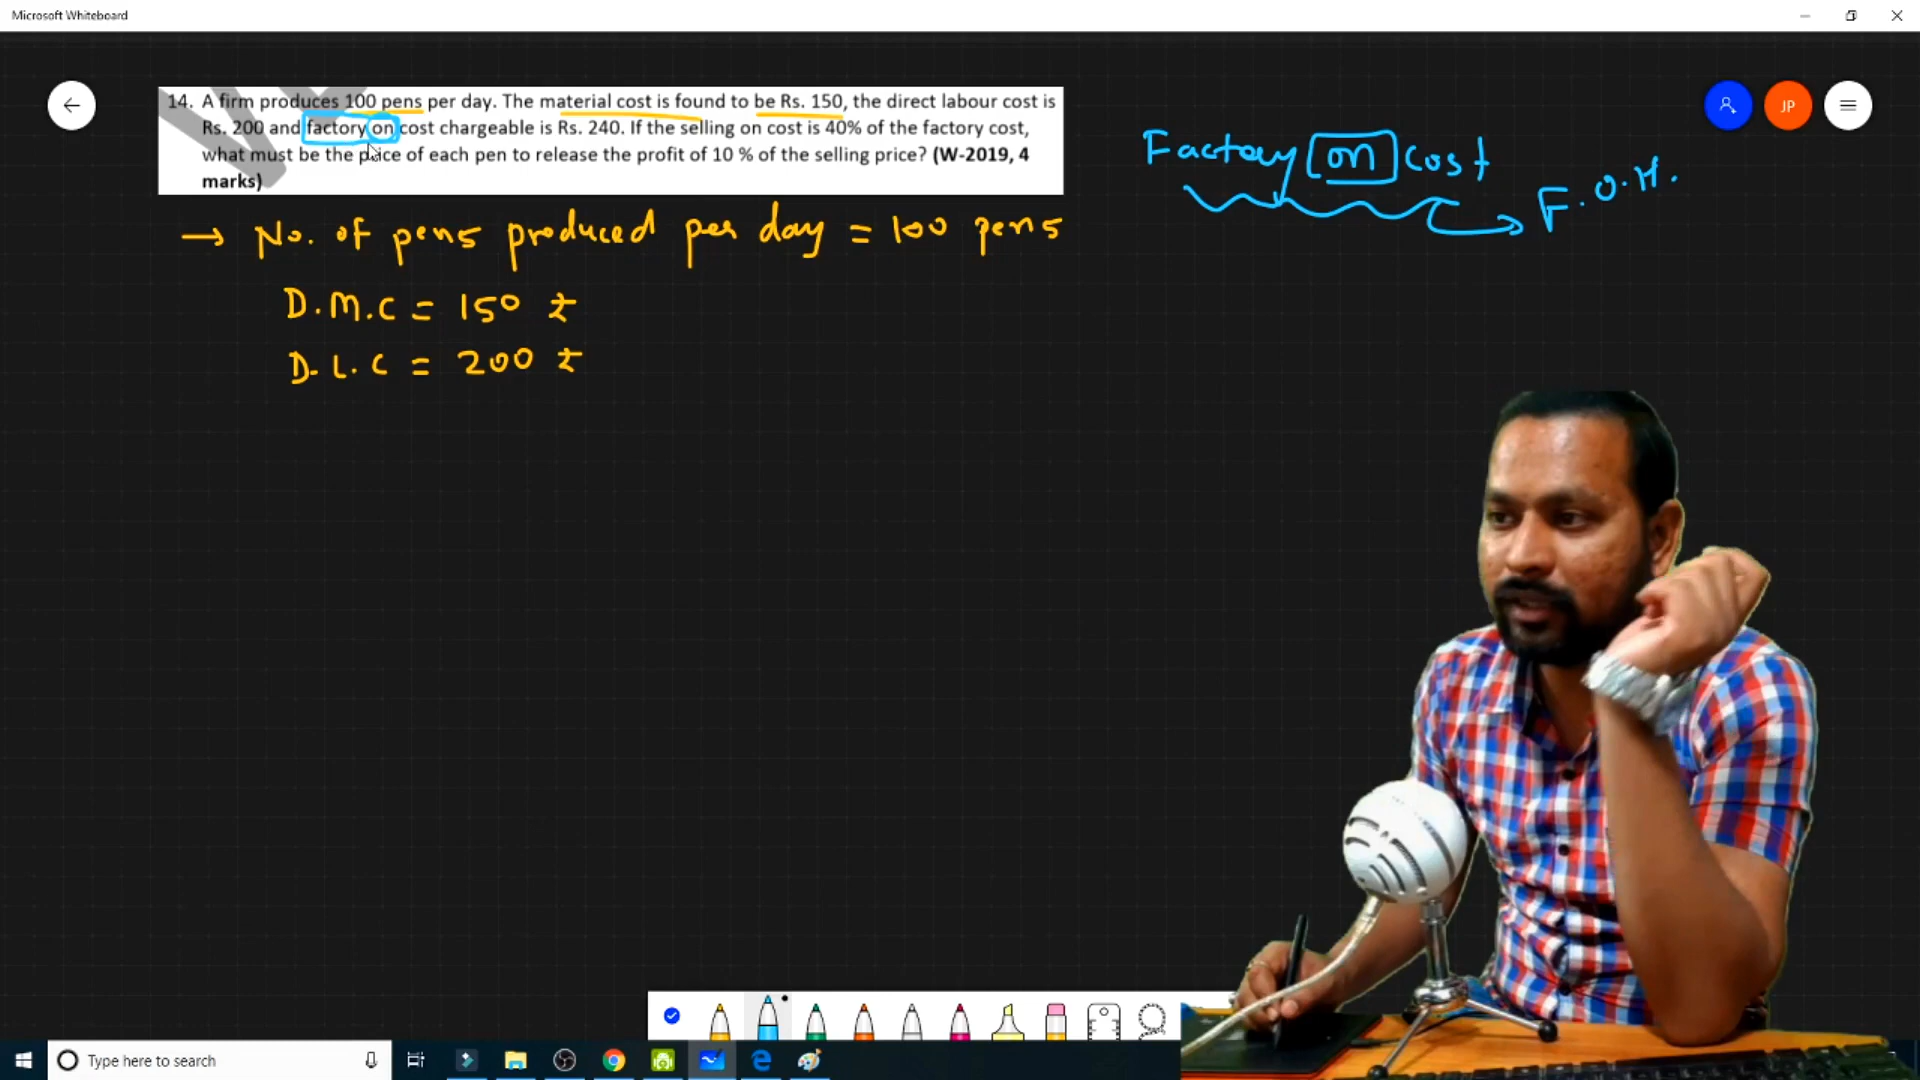 Microsoft Whiteboard
14. A firm produces 100 pens per day. The material cost is found to be Rs. 150, the direct labour cost is
Rs. 200 and factory on cost chargeable is Rs. 240. If the selling on cost is 40% of the factory cost,
what must be the price of each pen to release the profit of 10 % of the selling price? (W-2019, 4
marks)
JP
Factory on cost
F.O.H.
→ No. of pens produced per day = 100 pens
D.M.C = 150 ₹
D.L.C = 200 ₹
Type here to search